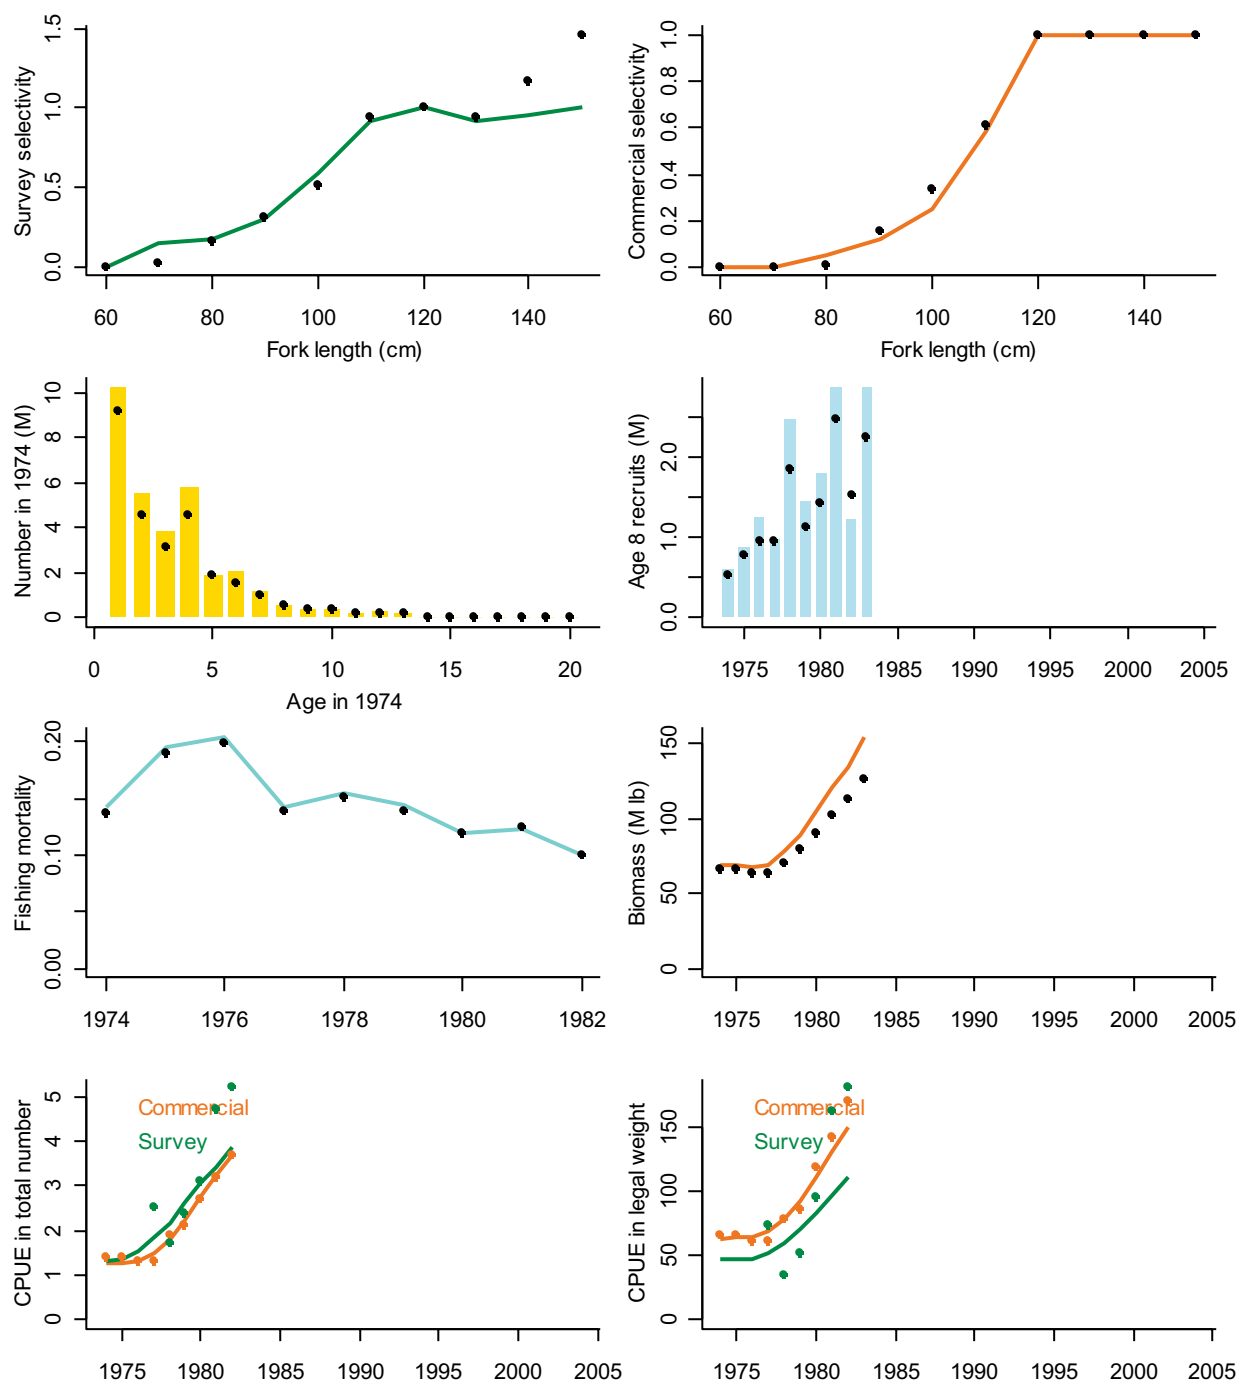 Survey selectivity
0.0 0.5 1.0 1.5
60 80 100 120 140
Fork length (cm)
Commercial selectivity
0.0 0.2 0.4 0.6 0.8 1.0
60 80 100 120 140
Fork length (cm)
Number in 1974 (M)
0 2 4 6 8 10
0 5 10 15 20
Age in 1974
Age 8 recruits (M)
0.0 1.0 2.0
1975 1980 1985 1990 1995 2000 2005
Fishing mortality
0.00 0.10 0.20
1974 1976 1978 1980 1982
Biomass (M lb)
0 50 100 150
1975 1980 1985 1990 1995 2000 2005
CPUE in total number
0 1 2 3 4 5
Commercial
Survey
1975 1980 1985 1990 1995 2000 2005
CPUE in legal weight
0 50 100 150
Commercial
Survey
1975 1980 1985 1990 1995 2000 2005